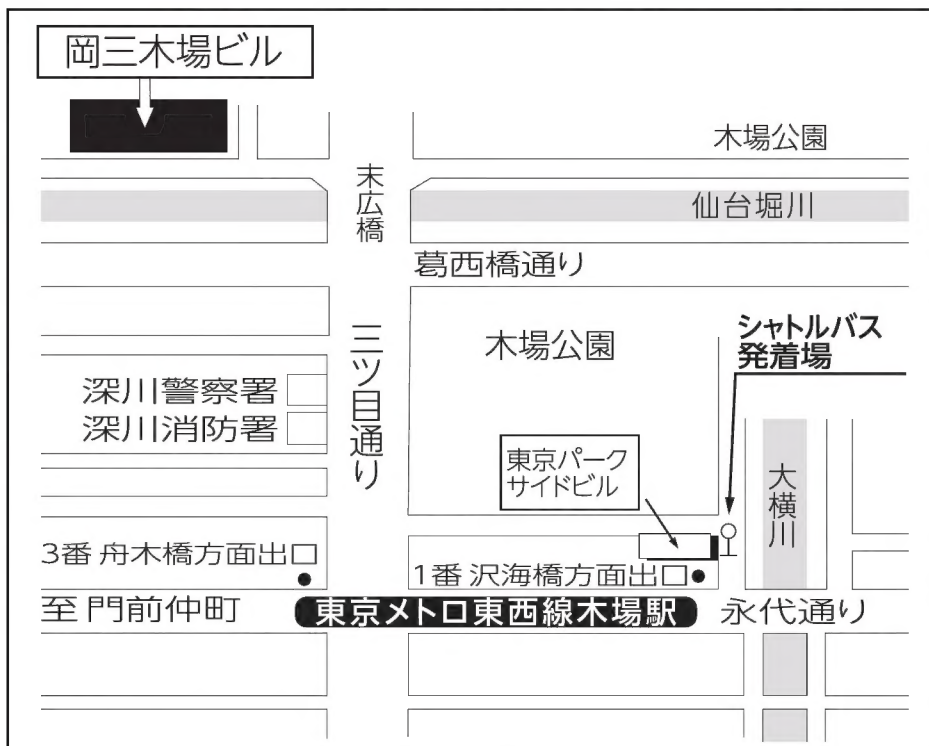 岡三木場ビル
木場公園
末広橋
仙台堀川
葛西橋通り
三ツ目通り
木場公園
シャトルバス
発着場
深川警察署
深川消防署
東京パーク
サイドビル
大横川
3番 舟木橋方面出口
1番 沢海橋方面出口
至 門前仲町
東京メトロ東西線木場駅
永代通り